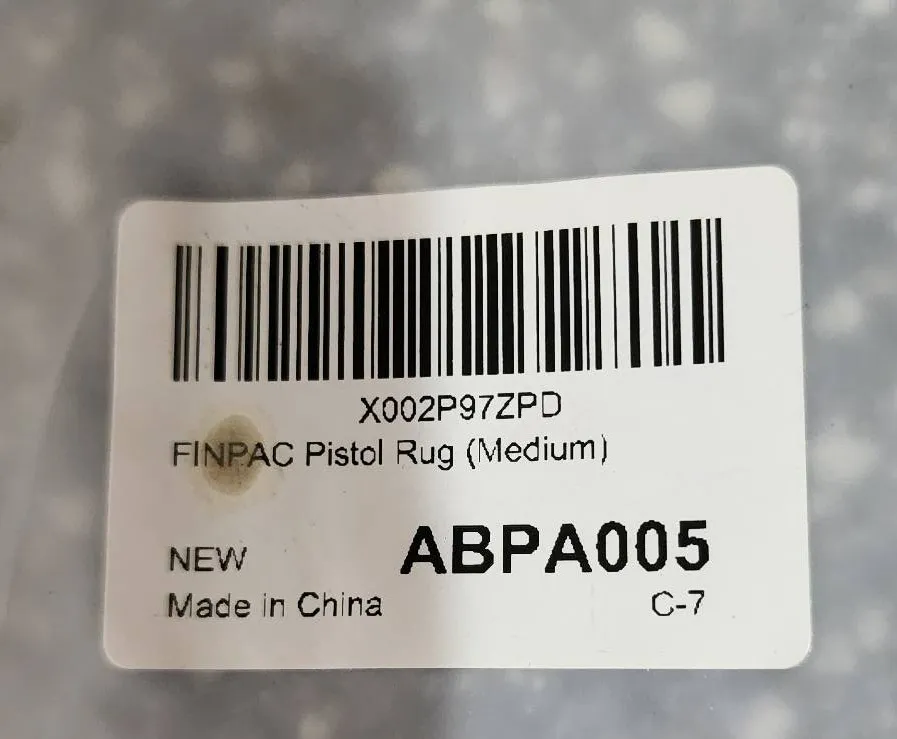 X002P97ZPD
FINPAC Pistol Rug (Medium)
NEW
ABPA005
Made in China
C-7